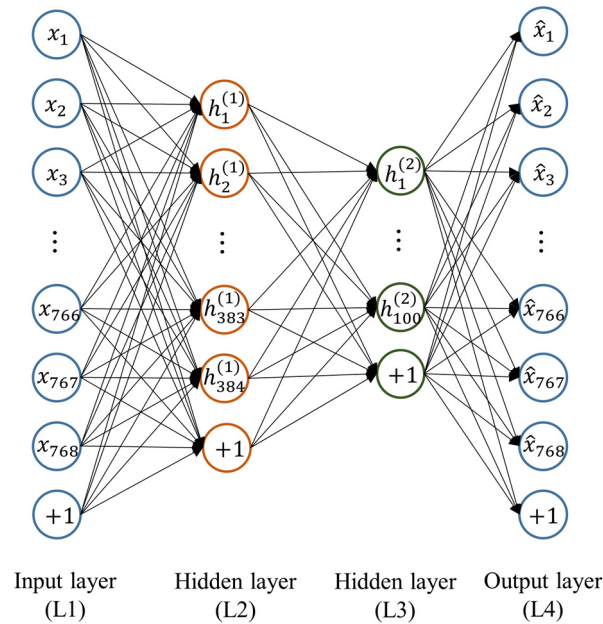 x₁
x₂
x₃
⋮
x₇₆₆
x₇₆₇
x₇₆₈
+1
h₁⁽¹⁾
h₂⁽¹⁾
⋮
h₃₈₃⁽¹⁾
h₃₈₄⁽¹⁾
+1
h₁⁽²⁾
⋮
h₁₀₀⁽²⁾
+1
x̂₁
x̂₂
x̂₃
⋮
x̂₇₆₆
x̂₇₆₇
x̂₇₆₈
+1
Input layer
(L1)
Hidden layer
(L2)
Hidden layer
(L3)
Output layer
(L4)